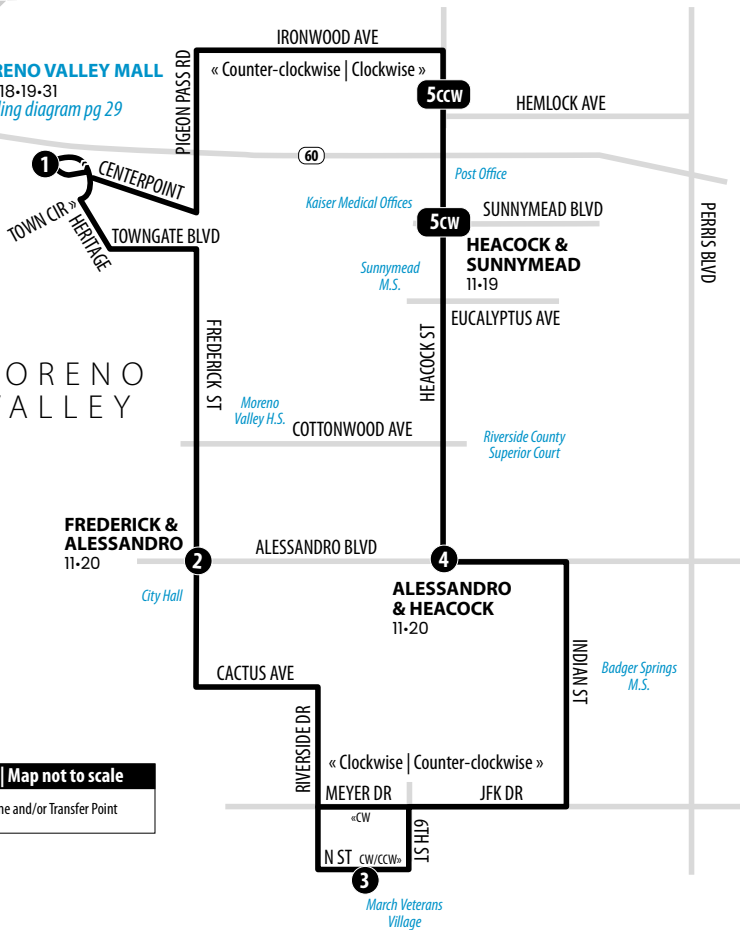 IRONWOOD AVE
RENO VALLEY MALL
18•19•31
ling diagram pg 29
PIGEON PASS RD
« Counter-clockwise | Clockwise »
5CCW
HEMLOCK AVE
60
1
CENTERPOINT
Post Office
Kaiser Medical Offices
5CW
SUNNYMEAD BLVD
TOWN CIR »
HERITAGE
TOWNGATE BLVD
HEACOCK &
SUNNYMEAD
11•19
PERRIS BLVD
Sunnymead
M.S.
EUCALYPTUS AVE
FREDERICK ST
HEACOCK ST
ORENO
VALLEY
Moreno
Valley H.S.
COTTONWOOD AVE
Riverside County
Superior Court
FREDERICK &
ALESSANDRO
11•20
2
ALESSANDRO BLVD
4
City Hall
ALESSANDRO
& HEACOCK
11•20
INDIAN ST
Badger Springs
M.S.
CACTUS AVE
RIVERSIDE DR
« Clockwise | Counter-clockwise »
| Map not to scale
ne and/or Transfer Point
MEYER DR
JFK DR
«CW
6TH ST
N ST
CW/CCW»
3
March Veterans
Village